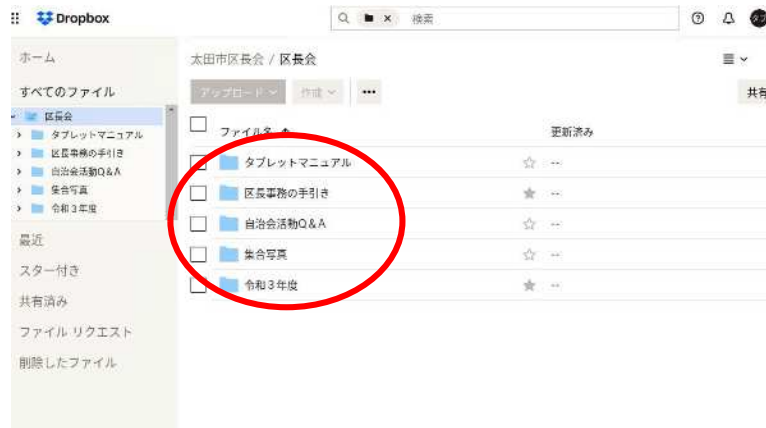 Dropbox
検索
ホーム
すべてのファイル
区長会
タブレットマニュアル
区長事務の手引き
自治会活動Q&A
集合写真
令和3年度
最近
スター付き
共有済み
ファイル リクエスト
削除したファイル
太田市区長会 / 区長会
アップロード
作成
共有
ファイル名
更新済み
タブレットマニュアル
--
区長事務の手引き
--
自治会活動Q&A
--
集合写真
--
令和3年度
--